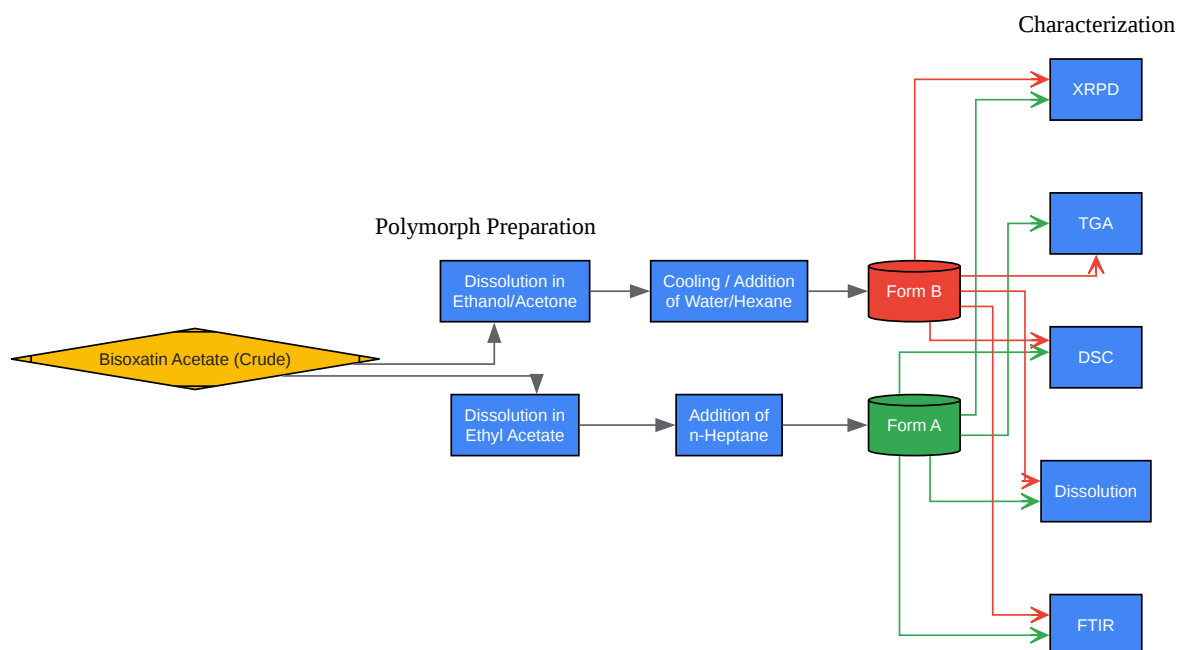 Characterization
XRPD
TGA
Polymorph Preparation
Dissolution in
Ethanol/Acetone
Cooling / Addition
of Water/Hexane
Form B
Bisoxatin Acetate (Crude)
DSC
Dissolution in
Ethyl Acetate
Addition of
n-Heptane
Form A
Dissolution
FTIR